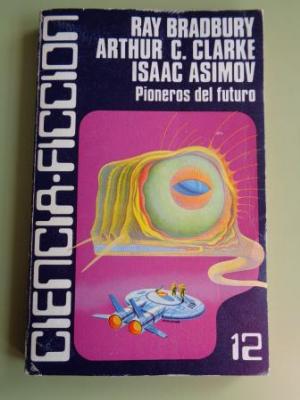 RAY BRADBURY
ARTHUR C. CLARKE
ISAAC ASIMOV
Pioneros del futuro
CIENCIA-FICCION
12